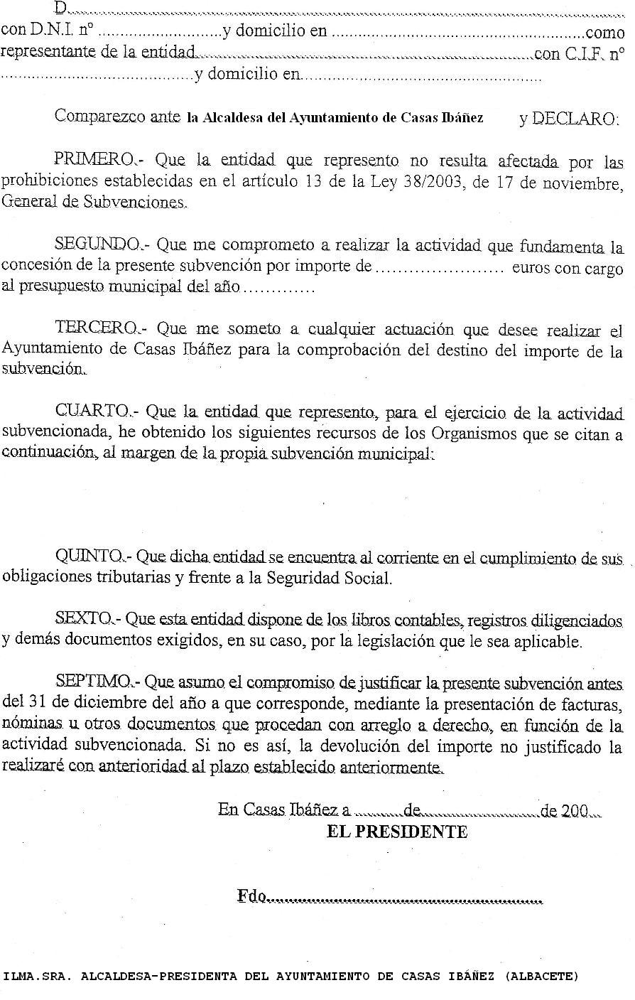 D...............................................................................................................................
con D.N.I. nº ...........................y domicilio en .......................................................como
representante de la entidad...........................................................................con C.I.F. nº
..........................................y domicilio en.....................................................
Comparezco ante la Alcaldesa del Ayuntamiento de Casas Ibáñez y DECLARO:
PRIMERO.- Que la entidad que represento no resulta afectada por las
prohibiciones establecidas en el artículo 13 de la Ley 38/2003, de 17 de noviembre,
General de Subvenciones.
SEGUNDO.- Que me comprometo a realizar la actividad que fundamenta la
concesión de la presente subvención por importe de ........................ euros con cargo
al presupuesto municipal del año .............
TERCERO.- Que me someto a cualquier actuación que desee realizar el
Ayuntamiento de Casas Ibáñez para la comprobación del destino del importe de la
subvención.
CUARTO.- Que la entidad que represento, para el ejercicio de la actividad
subvencionada, he obtenido los siguientes recursos de los Organismos que se citan a
continuación, al margen de la propia subvención municipal:
QUINTO.- Que dicha entidad se encuentra al corriente en el cumplimiento de sus
obligaciones tributarias y frente a la Seguridad Social.
SEXTO.- Que esta entidad dispone de los libros contables, registros diligenciados
y demás documentos exigidos, en su caso, por la legislación que le sea aplicable.
SEPTIMO.- Que asumo el compromiso de justificar la presente subvención antes
del 31 de diciembre del año a que corresponde, mediante la presentación de facturas,
nóminas u otros documentos que procedan con arreglo a derecho, en función de la
actividad subvencionada. Si no es así, la devolución del importe no justificado la
realizaré con anterioridad al plazo establecido anteriormente.
En Casas Ibáñez a ............de.............................de 200...
EL PRESIDENTE
Fdo.................................................................
ILMA.SRA. ALCALDESA-PRESIDENTA DEL AYUNTAMIENTO DE CASAS IBÁÑEZ (ALBACETE)